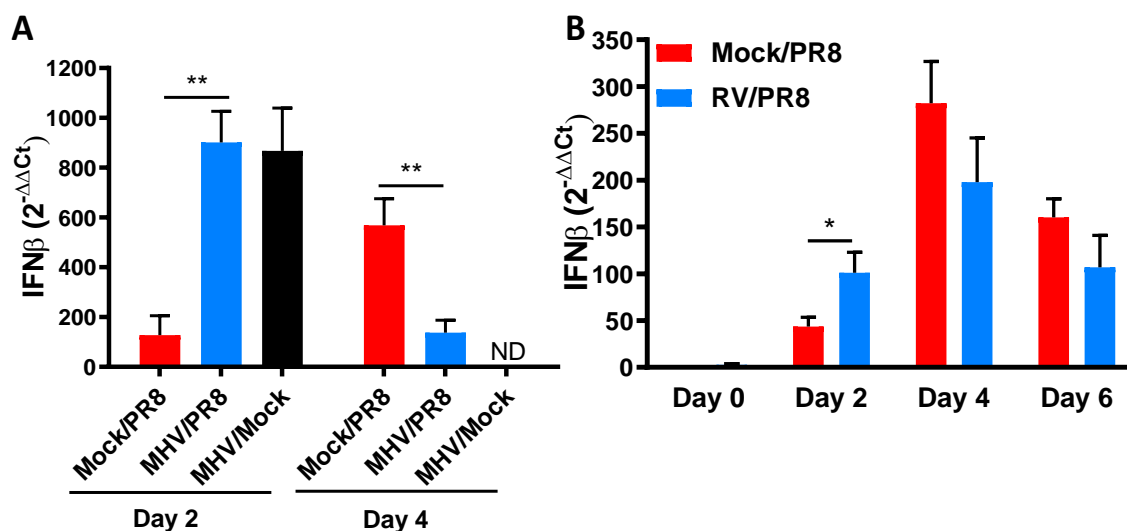 A
IFNβ (2^-ΔΔCt)
1200
1000
800
600
400
200
0
**
**
ND
Mock/PR8
MHV/PR8
MHV/Mock
Mock/PR8
MHV/PR8
MHV/Mock
Day 2
Day 4
B
IFNβ (2^-ΔΔCt)
350
300
250
200
150
100
50
0
Mock/PR8
RV/PR8
*
Day 0
Day 2
Day 4
Day 6